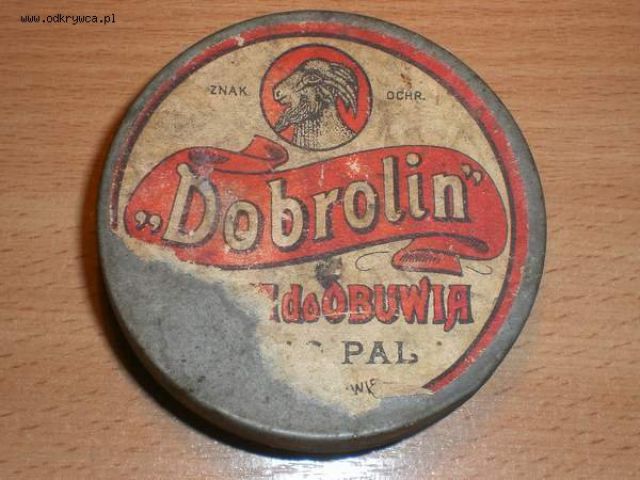 www.odkrywca.pl
ZNAK OCHR.
„Dobrolin”
do OBUWIA
PAL